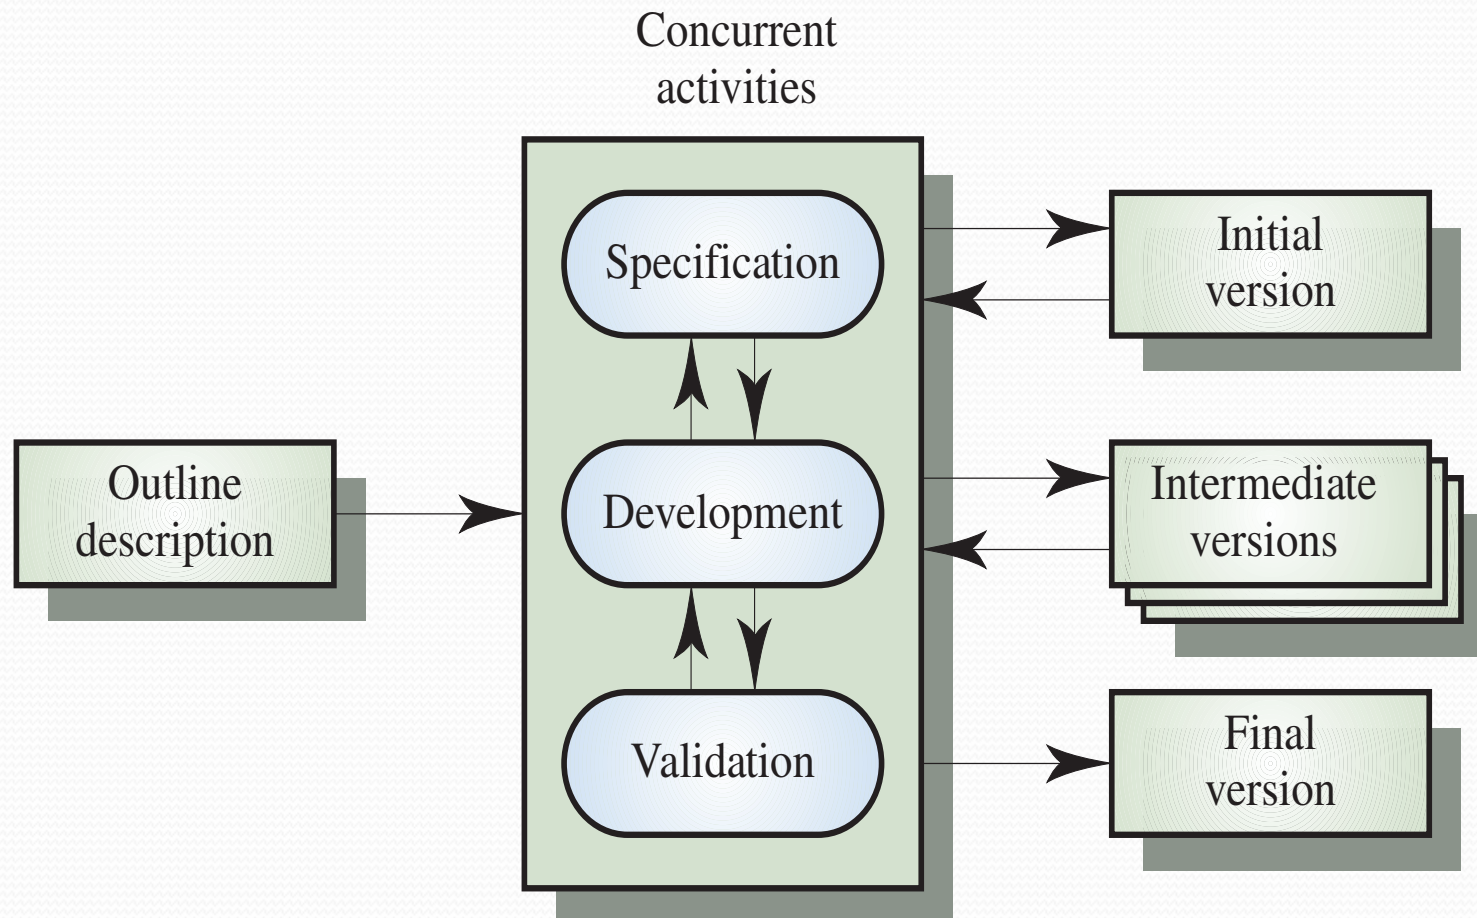 Concurrent
activities
Specification
Initial
version
Outline
description
Development
Intermediate
versions
Validation
Final
version